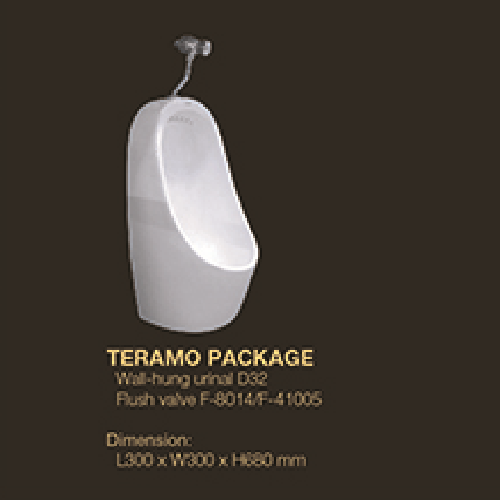 TERAMO PACKAGE
Wall-hung urinal D32
Flush valve F-8014/F-41005
Dimension:
L300 x W300 x H680 mm